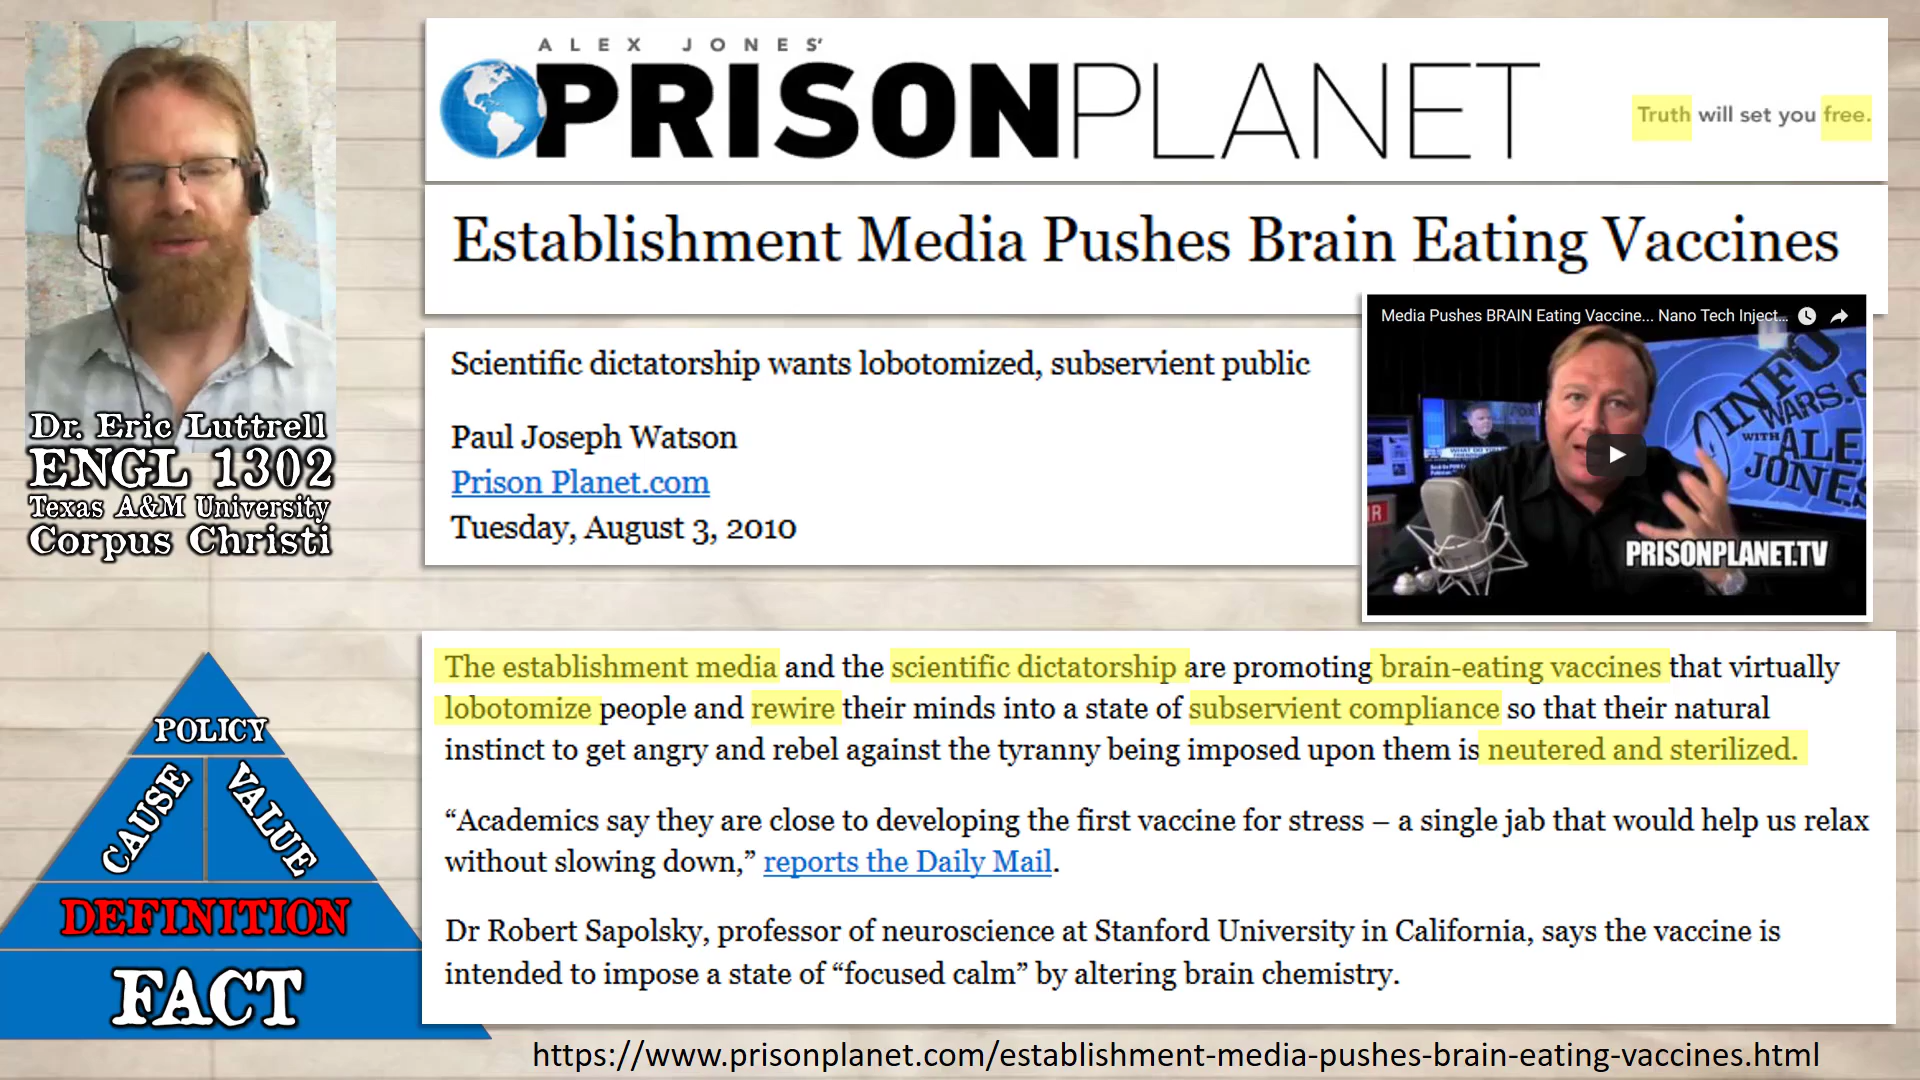 ALEX JONES'
PRISONPLANET
Truth will set you free.
Establishment Media Pushes Brain Eating Vaccines
Scientific dictatorship wants lobotomized, subservient public
Paul Joseph Watson
Prison Planet.com
Tuesday, August 3, 2010
Media Pushes BRAIN Eating Vaccine... Nano Tech Inject...
INFO
WARS.C
WITH ALE
JONES
PRISONPLANET.TV
Dr. Eric Luttrell
ENGL 1302
Texas A&M University
Corpus Christi
POLICY
CAUSE
VALUE
DEFINITION
FACT
The establishment media and the scientific dictatorship are promoting brain-eating vaccines that virtually
lobotomize people and rewire their minds into a state of subservient compliance so that their natural
instinct to get angry and rebel against the tyranny being imposed upon them is neutered and sterilized.
“Academics say they are close to developing the first vaccine for stress – a single jab that would help us relax
without slowing down,” reports the Daily Mail.
Dr Robert Sapolsky, professor of neuroscience at Stanford University in California, says the vaccine is
intended to impose a state of “focused calm” by altering brain chemistry.
https://www.prisonplanet.com/establishment-media-pushes-brain-eating-vaccines.html